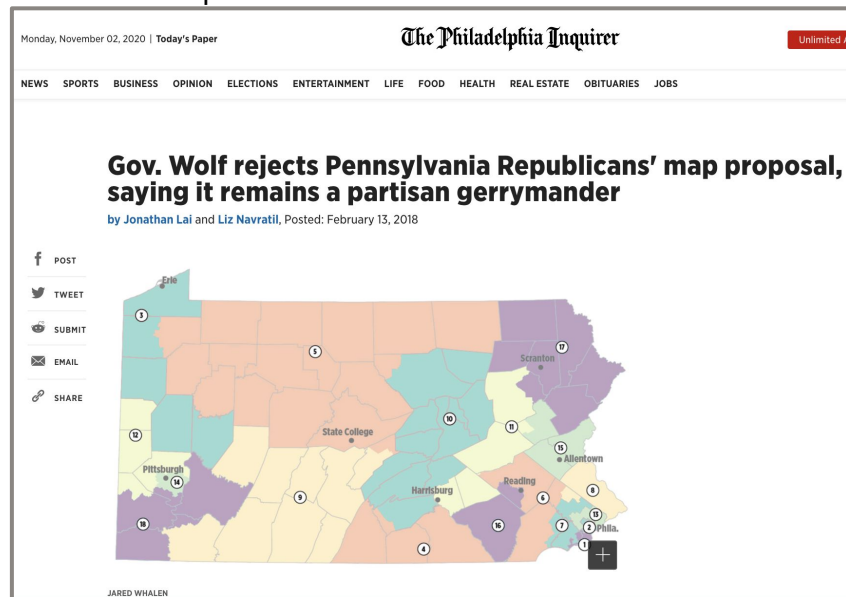 Monday, November 02, 2020 | Today's Paper
The Philadelphia Inquirer
Unlimited A
NEWS SPORTS BUSINESS OPINION ELECTIONS ENTERTAINMENT LIFE FOOD HEALTH REAL ESTATE OBITUARIES JOBS
Gov. Wolf rejects Pennsylvania Republicans' map proposal,
saying it remains a partisan gerrymander
by Jonathan Lai and Liz Navratil, Posted: February 13, 2018
POST
TWEET
SUBMIT
EMAIL
SHARE
Erie
3
5
17
Scranton
10
11
12
State College
15
Allentown
Pittsburgh
14
Reading
8
Harrisburg
9
6
13
18
16
7
2 Phila.
1
4
+
JARED WHALEN